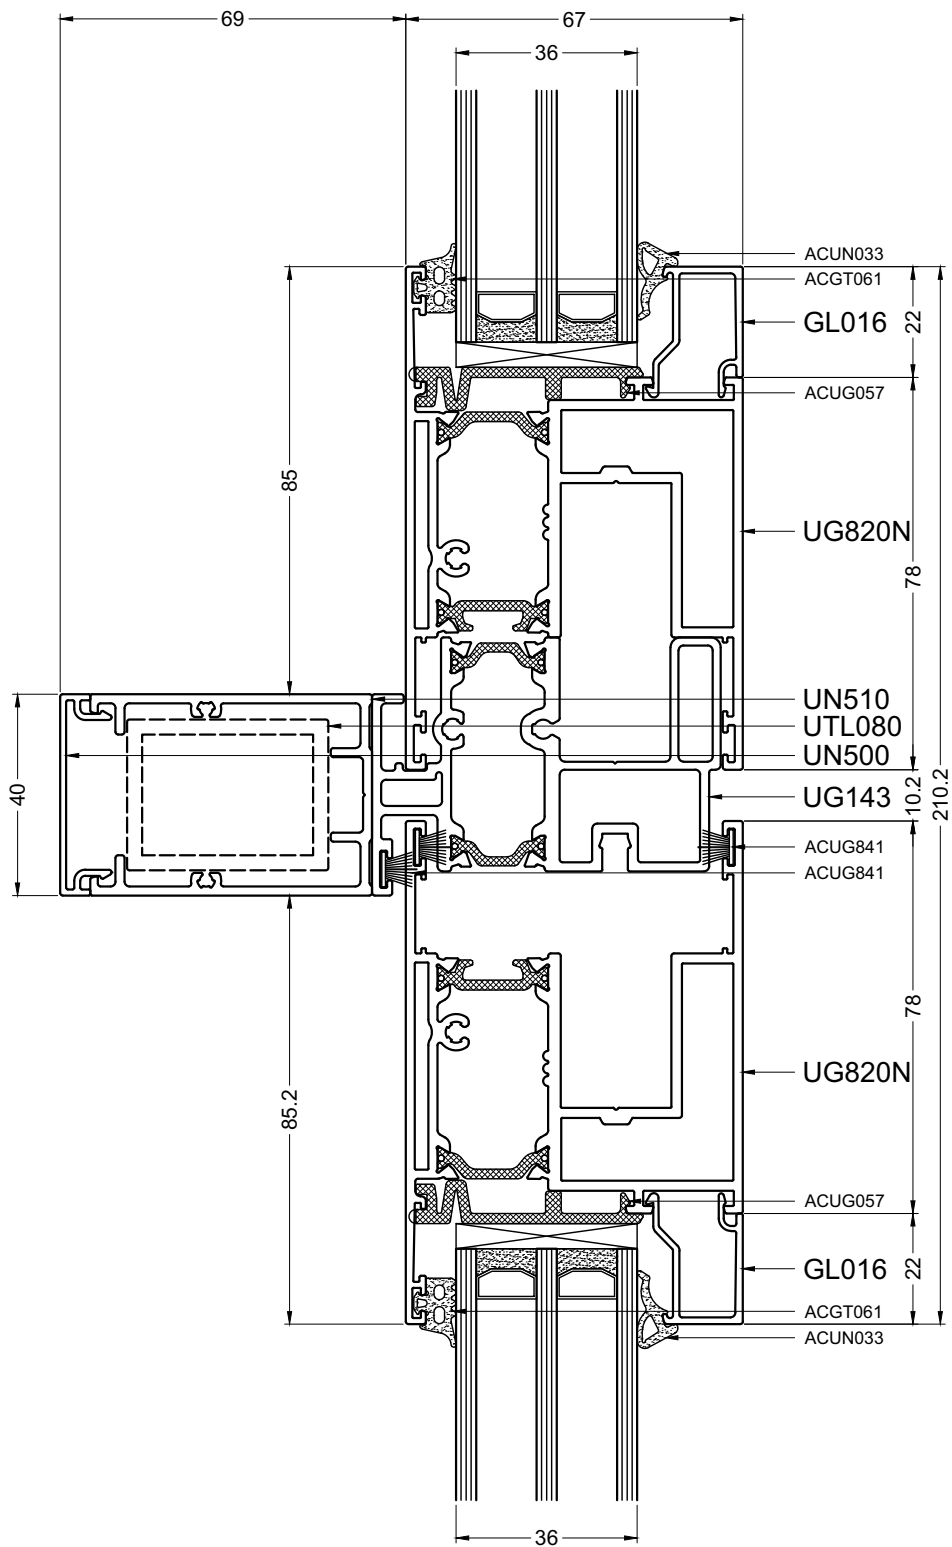 69
67
36
ACUN033
ACGT061
GL016
22
ACUG057
85
UG820N
78
UN510
UTL080
UN500
40
UG143
10.2
210.2
ACUG841
ACUG841
78
UG820N
85.2
ACUG057
GL016
22
ACGT061
ACUN033
36